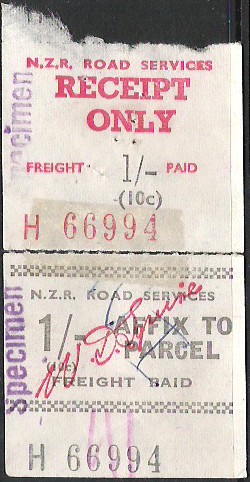 N.Z.R. ROAD SERVICES
RECEIPT
ONLY
FREIGHT 1/- PAID
(10c)
H 66994
Specimen
N.Z.R. ROAD SERVICES
1/- AFFIX TO
PARCEL
FREIGHT PAID
H 66994
Specimen